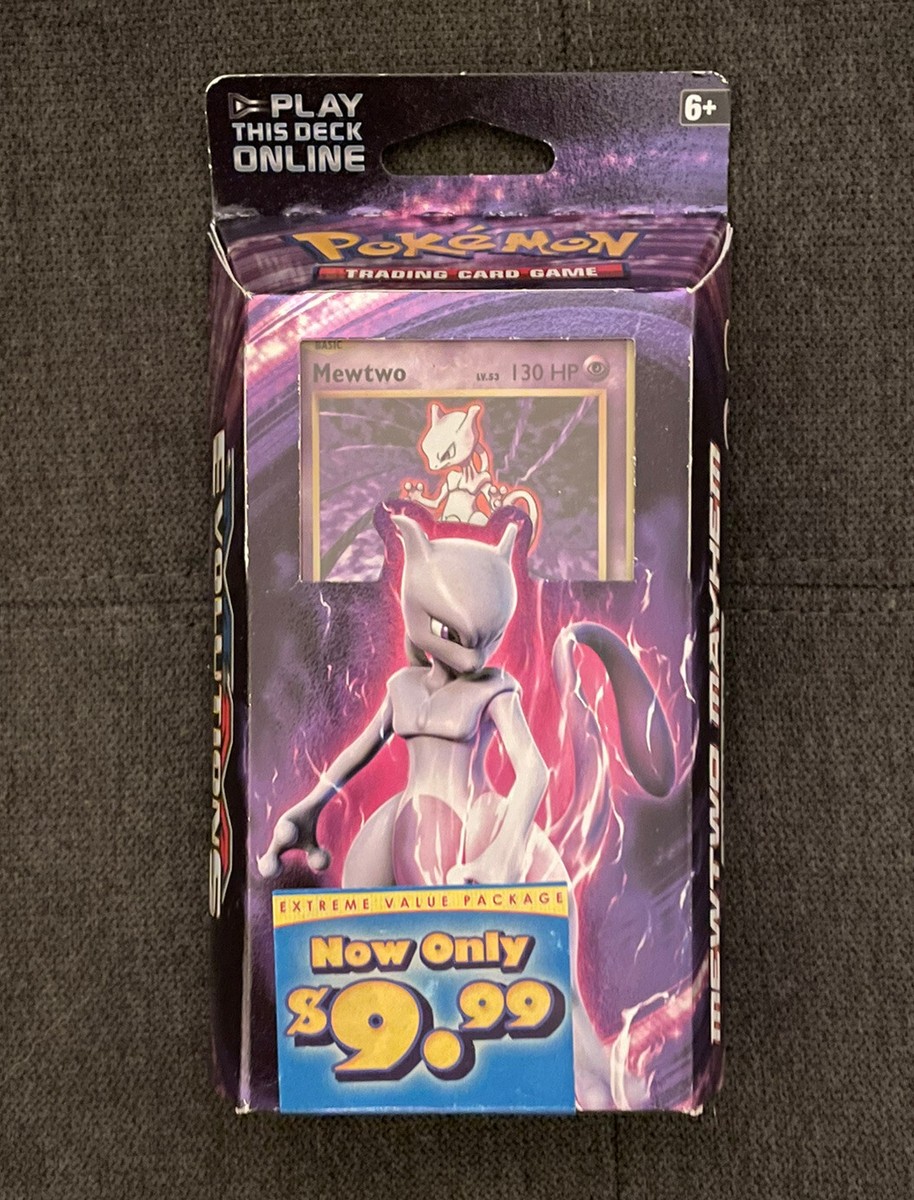 PLAY
THIS DECK
ONLINE
6+
POKéMON
TRADING CARD GAME
BASIC
Mewtwo LV.53 130 HP
EVOLUTIONS
MEWTWO MAYHEM
EXTREME VALUE PACKAGE
Now Only
$9.99